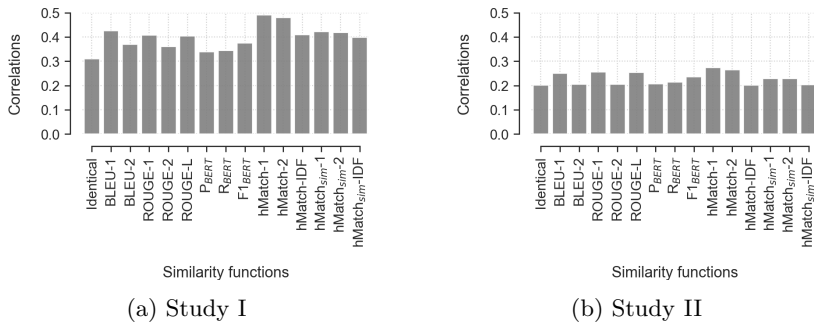 0.5
0.4
0.3
0.2
0.1
0.0
Correlations
Identical
BLEU-1
BLEU-2
ROUGE-1
ROUGE-2
ROUGE-L
P_BERT
R_BERT
F1_BERT
hMatch-1
hMatch-2
hMatch-IDF
hMatch_sim-1
hMatch_sim-2
hMatch_sim-IDF
Similarity functions
(a) Study I
0.5
0.4
0.3
0.2
0.1
0.0
Correlations
Identical
BLEU-1
BLEU-2
ROUGE-1
ROUGE-2
ROUGE-L
P_BERT
R_BERT
F1_BERT
hMatch-1
hMatch-2
hMatch-IDF
hMatch_sim-1
hMatch_sim-2
hMatch_sim-IDF
Similarity functions
(b) Study II